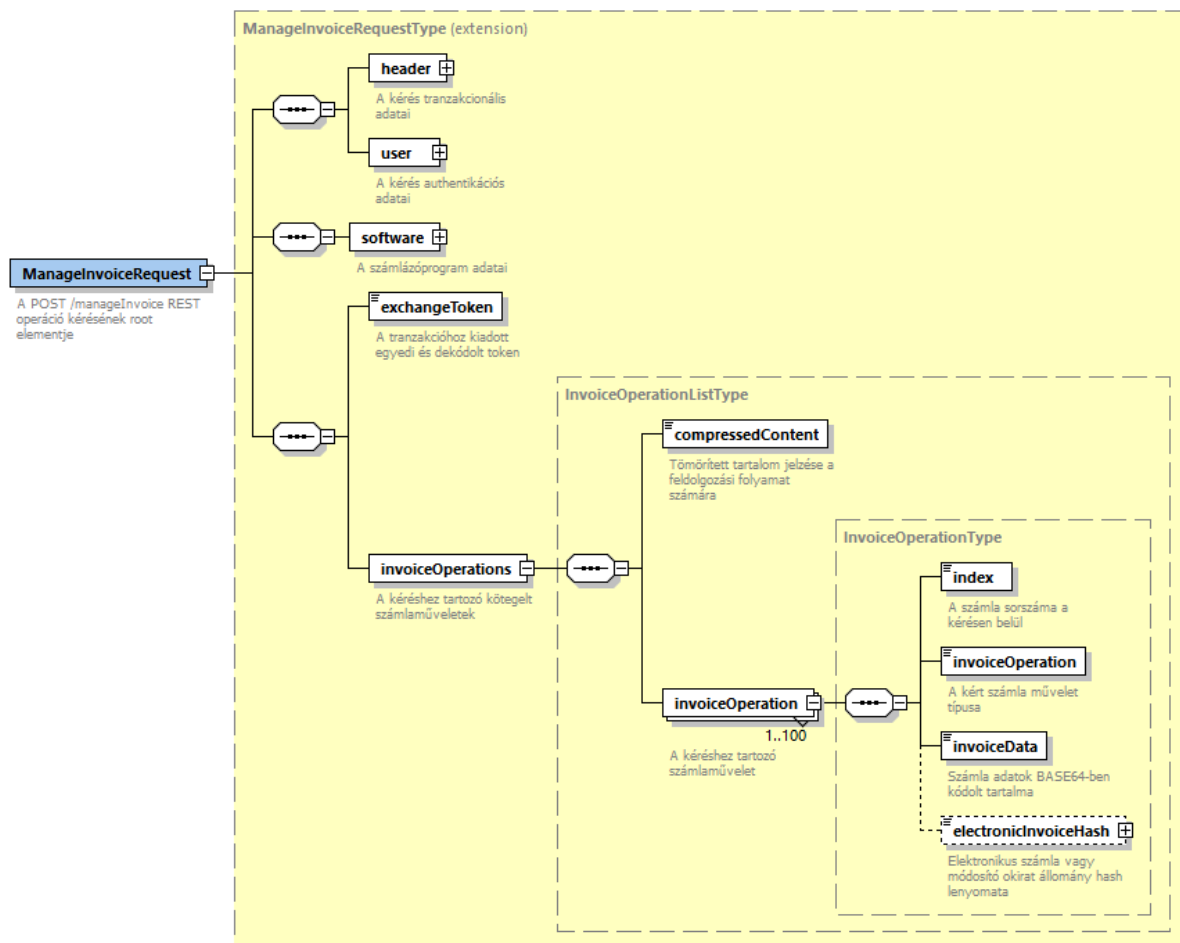 ManageInvoiceRequestType (extension)
header
A kérés tranzakcionális
adatai
user
A kérés authentikációs
adatai
software
A számlázóprogram adatai
ManageInvoiceRequest
A POST /manageInvoice REST
operáció kérésének root
elementje
exchangeToken
A tranzakcióhoz kiadott
egyedi és dekódolt token
InvoiceOperationListType
compressedContent
Tömörített tartalom jelzése a
feldolgozási folyamat
számára
invoiceOperations
A kéréshez tartozó kötegelt
számlaműveletek
InvoiceOperationType
index
A számla sorszáma a
kérésen belül
invoiceOperation
A kért számla művelet
típusa
invoiceOperation
1..100
A kéréshez tartozó
számlaművelet
invoiceData
Számla adatok BASE64-ben
kódolt tartalma
electronicInvoiceHash
Elektronikus számla vagy
módosító okirat állomány hash
lenyomata